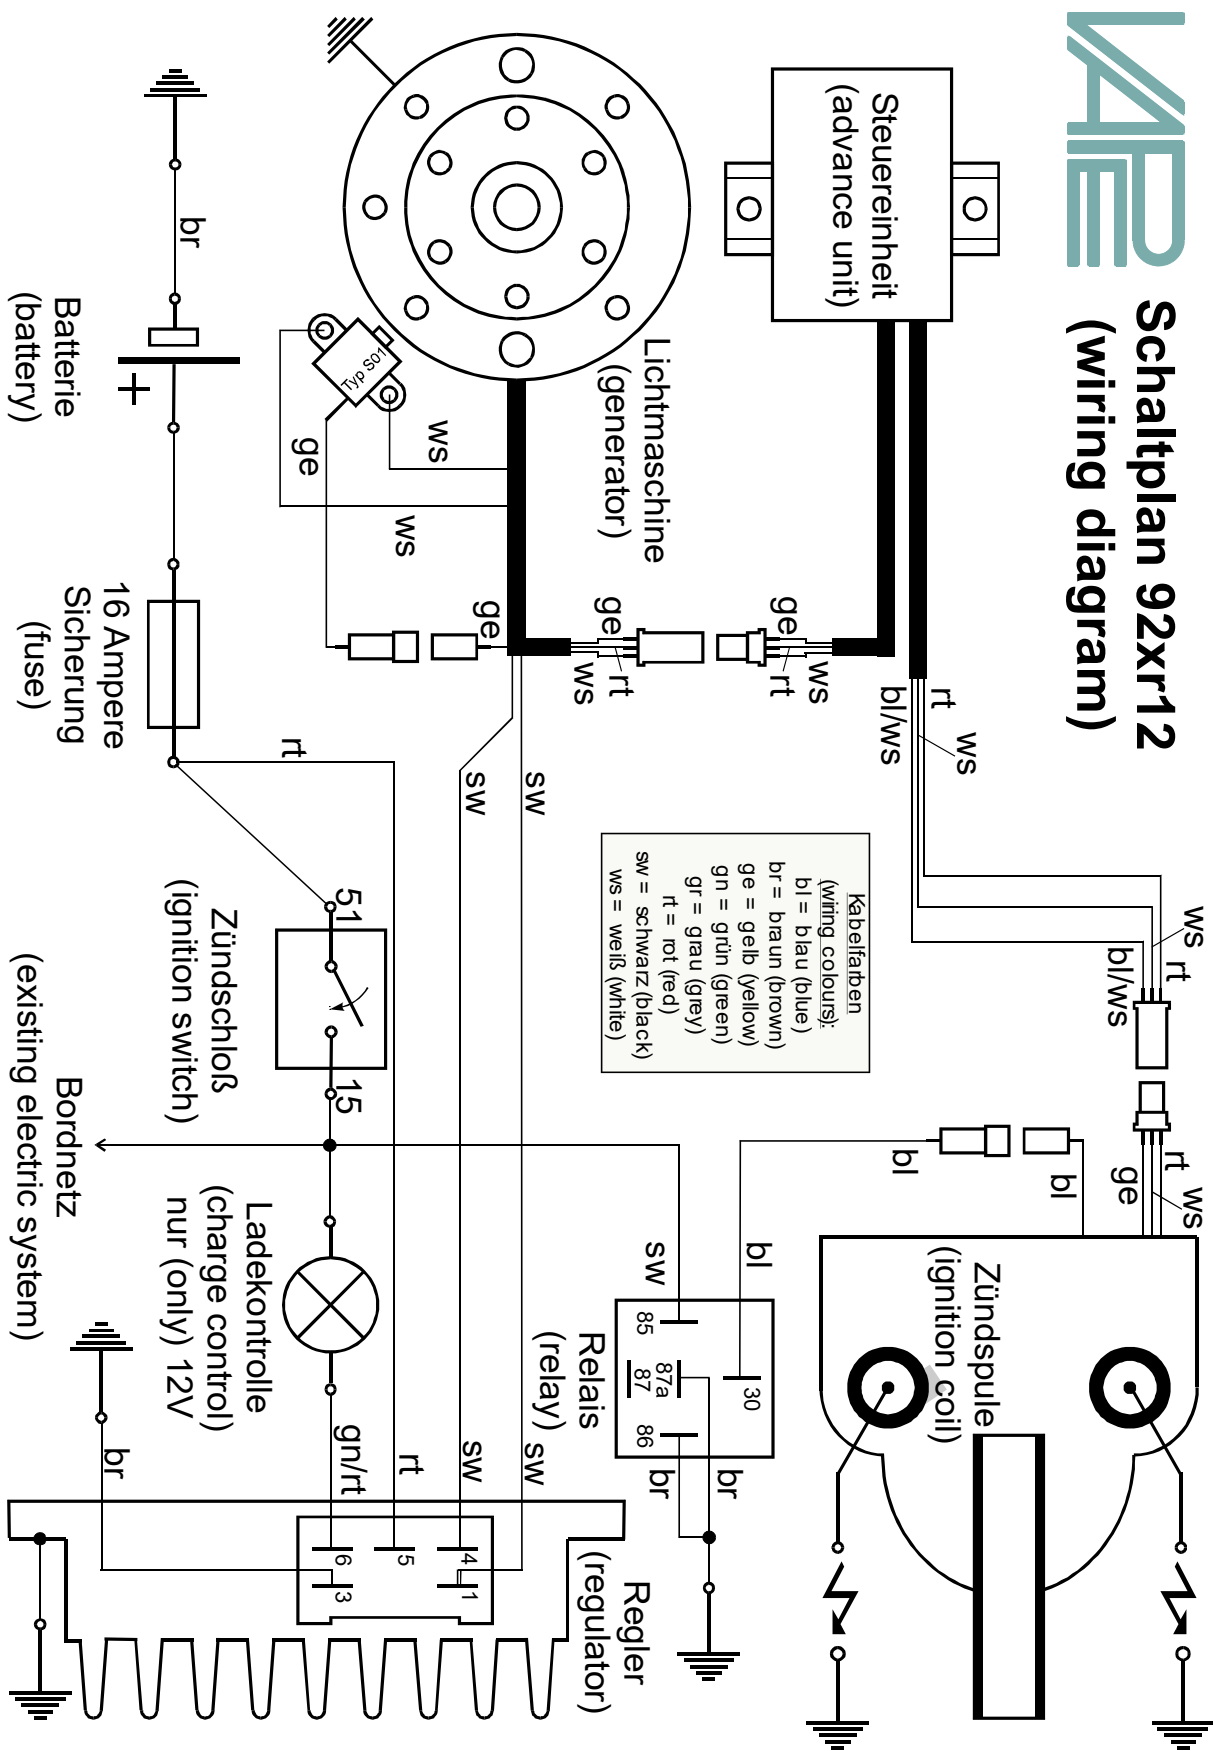 VAPE
Schaltplan 92xr12
(wiring diagram)
Steuereinheit
(advance unit)
rt
ws
bl/ws
ws
rt
bl/ws
rt
ws
ge
Zündspule
(ignition coil)
bl
bl
bl
Lichtmaschine
(generator)
Typ S01
ws
ws
ge
ge
ge
rt
ws
ge
rt
ws
sw
sw
Kabelfarben
(wiring colours):
bl = blau (blue)
br = braun (brown)
ge = gelb (yellow)
gn = grün (green)
gr = grau (grey)
rt = rot (red)
sw = schwarz (black)
ws = weiß (white)
sw
30
85
87a
87
86
Relais
(relay)
br
br
br
Batterie
(battery)
+
16 Ampere
Sicherung
(fuse)
rt
51
15
Zündschloß
(ignition switch)
Bordnetz
(existing electric system)
Ladekontrolle
(charge control)
nur (only) 12V
gn/rt
rt
sw
sw
br
4
1
5
6
3
Regler
(regulator)